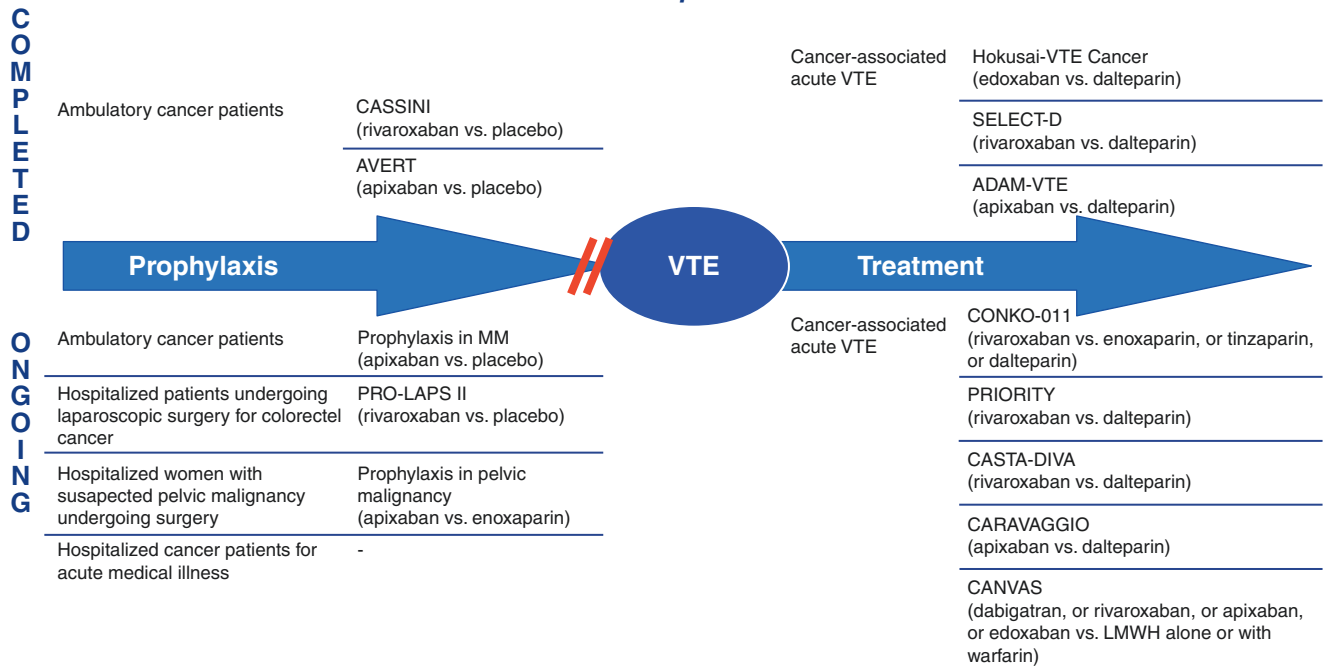 COMPLETED
Ambulatory cancer patients
CASSINI
(rivaroxaban vs. placebo)
AVERT
(apixaban vs. placebo)
Cancer-associated
acute VTE
Hokusai-VTE Cancer
(edoxaban vs. dalteparin)
SELECT-D
(rivaroxaban vs. dalteparin)
ADAM-VTE
(apixaban vs. dalteparin)
Prophylaxis
VTE
Treatment
ONGOING
Ambulatory cancer patients
Prophylaxis in MM
(apixaban vs. placebo)
Hospitalized patients undergoing
laparoscopic surgery for colorectel
cancer
PRO-LAPS II
(rivaroxaban vs. placebo)
Hospitalized women with
susapected pelvic malignancy
undergoing surgery
Prophylaxis in pelvic
malignancy
(apixaban vs. enoxaparin)
Hospitalized cancer patients for
acute medical illness
-
Cancer-associated
acute VTE
CONKO-011
(rivaroxaban vs. enoxaparin, or tinzaparin,
or dalteparin)
PRIORITY
(rivaroxaban vs. dalteparin)
CASTA-DIVA
(rivaroxaban vs. dalteparin)
CARAVAGGIO
(apixaban vs. dalteparin)
CANVAS
(dabigatran, or rivaroxaban, or apixaban,
or edoxaban vs. LMWH alone or with
warfarin)